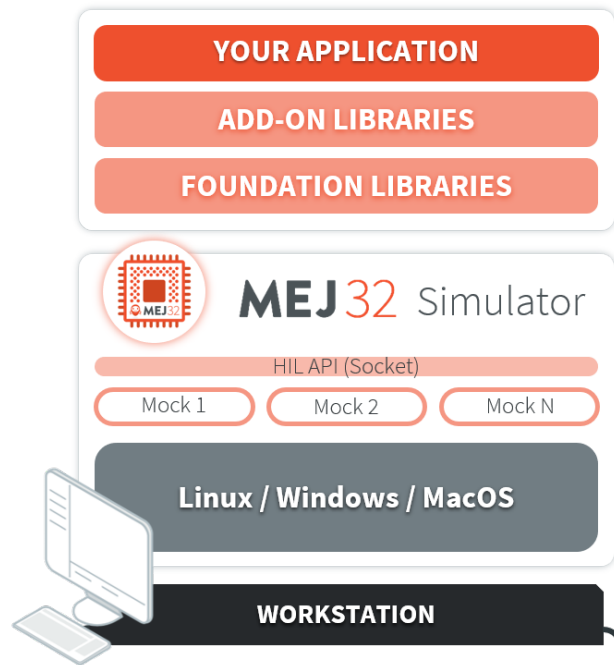 YOUR APPLICATION
ADD-ON LIBRARIES
FOUNDATION LIBRARIES
MEJ32
MEJ32 Simulator
HIL API (Socket)
Mock 1
Mock 2
Mock N
Linux / Windows / MacOS
WORKSTATION